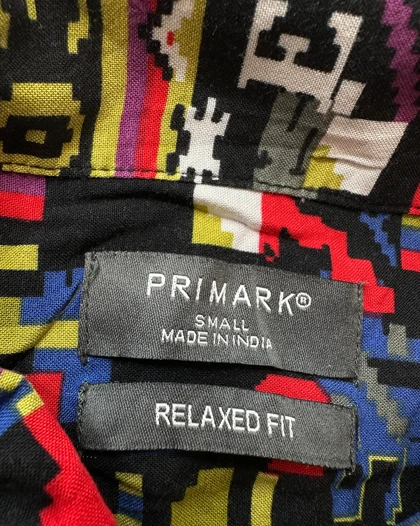 PRIMARK®
SMALL
MADE IN INDIA
RELAXED FIT